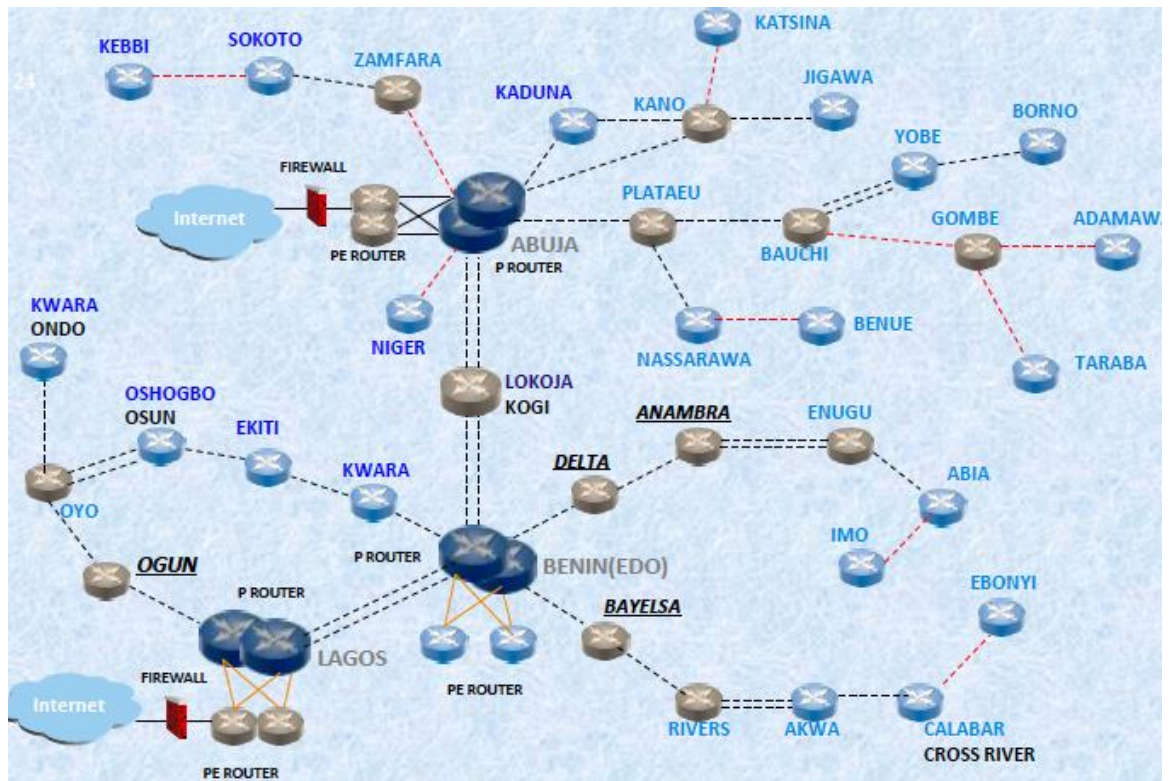 KATSINA
SOKOTO
KEBBI
ZAMFARA
JIGAWA
24
KADUNA
KANO
BORNO
YOBE
FIREWALL
PLATAEU
Internet
GOMBE
ADAMAWA
ABUJA
BAUCHI
PE ROUTER
P ROUTER
KWARA
ONDO
NIGER
BENUE
NASSARAWA
TARABA
LOKOJA
KOGI
OSHOGBO
OSUN
ANAMBRA
ENUGU
EKITI
DELTA
KWARA
ABIA
OYO
IMO
P ROUTER
OGUN
BENIN(EDO)
EBONYI
P ROUTER
BAYELSA
LAGOS
FIREWALL
PE ROUTER
Internet
RIVERS
AKWA
CALABAR
CROSS RIVER
PE ROUTER